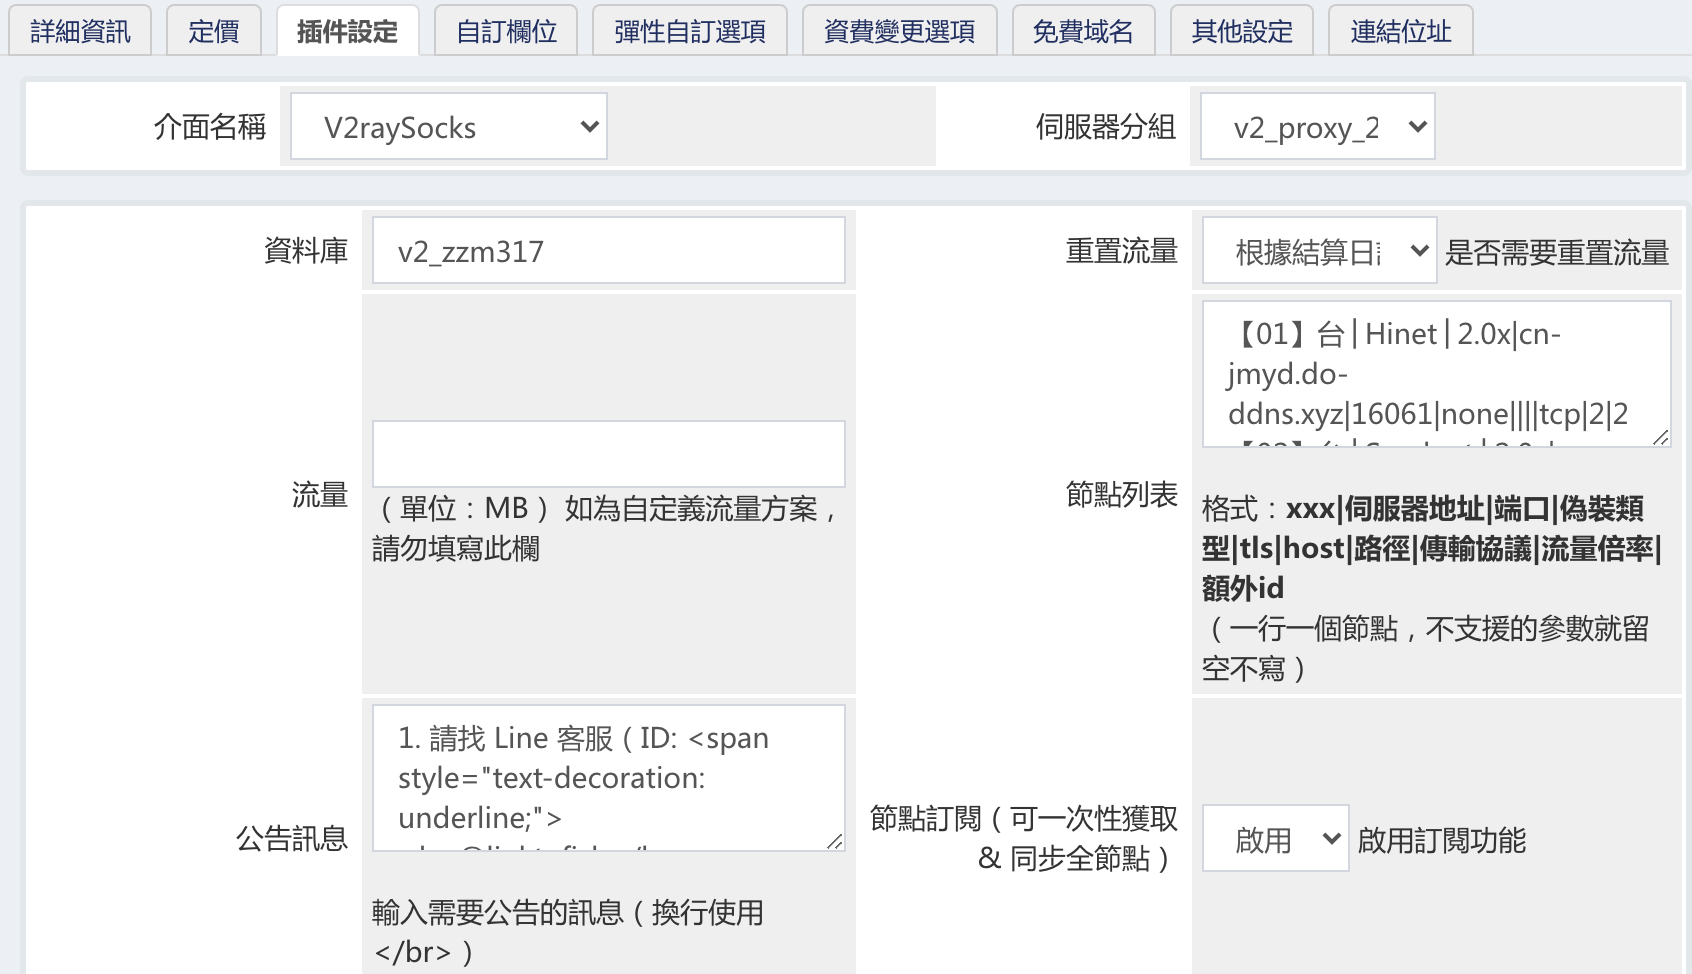 詳細資訊 定價 插件設定 自訂欄位 彈性自訂選項 資費變更選項 免費域名 其他設定 連結位址
介面名稱 V2raySocks 伺服器分組 v2_proxy_2
資料庫 v2_zzm317 重置流量 根據結算日 是否需要重置流量
流量
（單位：MB） 如為自定義流量方案，
請勿填寫此欄
節點列表
【01】台│Hinet│2.0x|cn-
jmyd.do-
ddns.xyz|16061|none||||tcp|2|2
格式：xxx|伺服器地址|端口|偽裝類
型|tls|host|路徑|傳輸協議|流量倍率|
額外id
（一行一個節點，不支援的參數就留
空不寫）
公告訊息
1. 請找 Line 客服（ID: <span
style="text-decoration:
underline;">
輸入需要公告的訊息（換行使用
</br>）
節點訂閱（可一次性獲取
& 同步全節點）
啟用 啟用訂閱功能